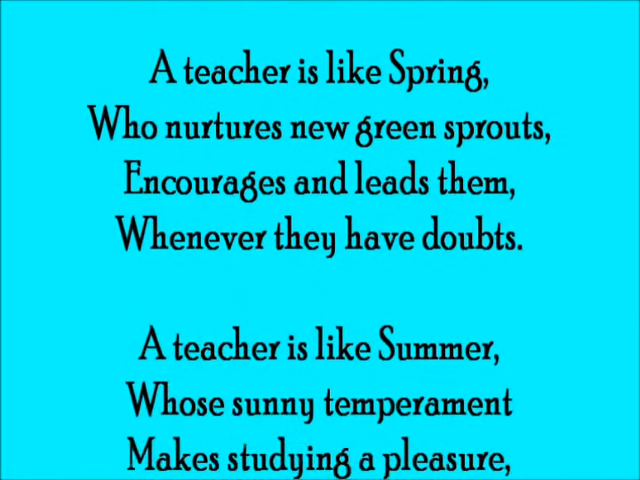 A teacher is like Spring,
Who nurtures new green sprouts,
Encourages and leads them,
Whenever they have doubts.
A teacher is like Summer,
Whose sunny temperament
Makes studying a pleasure,